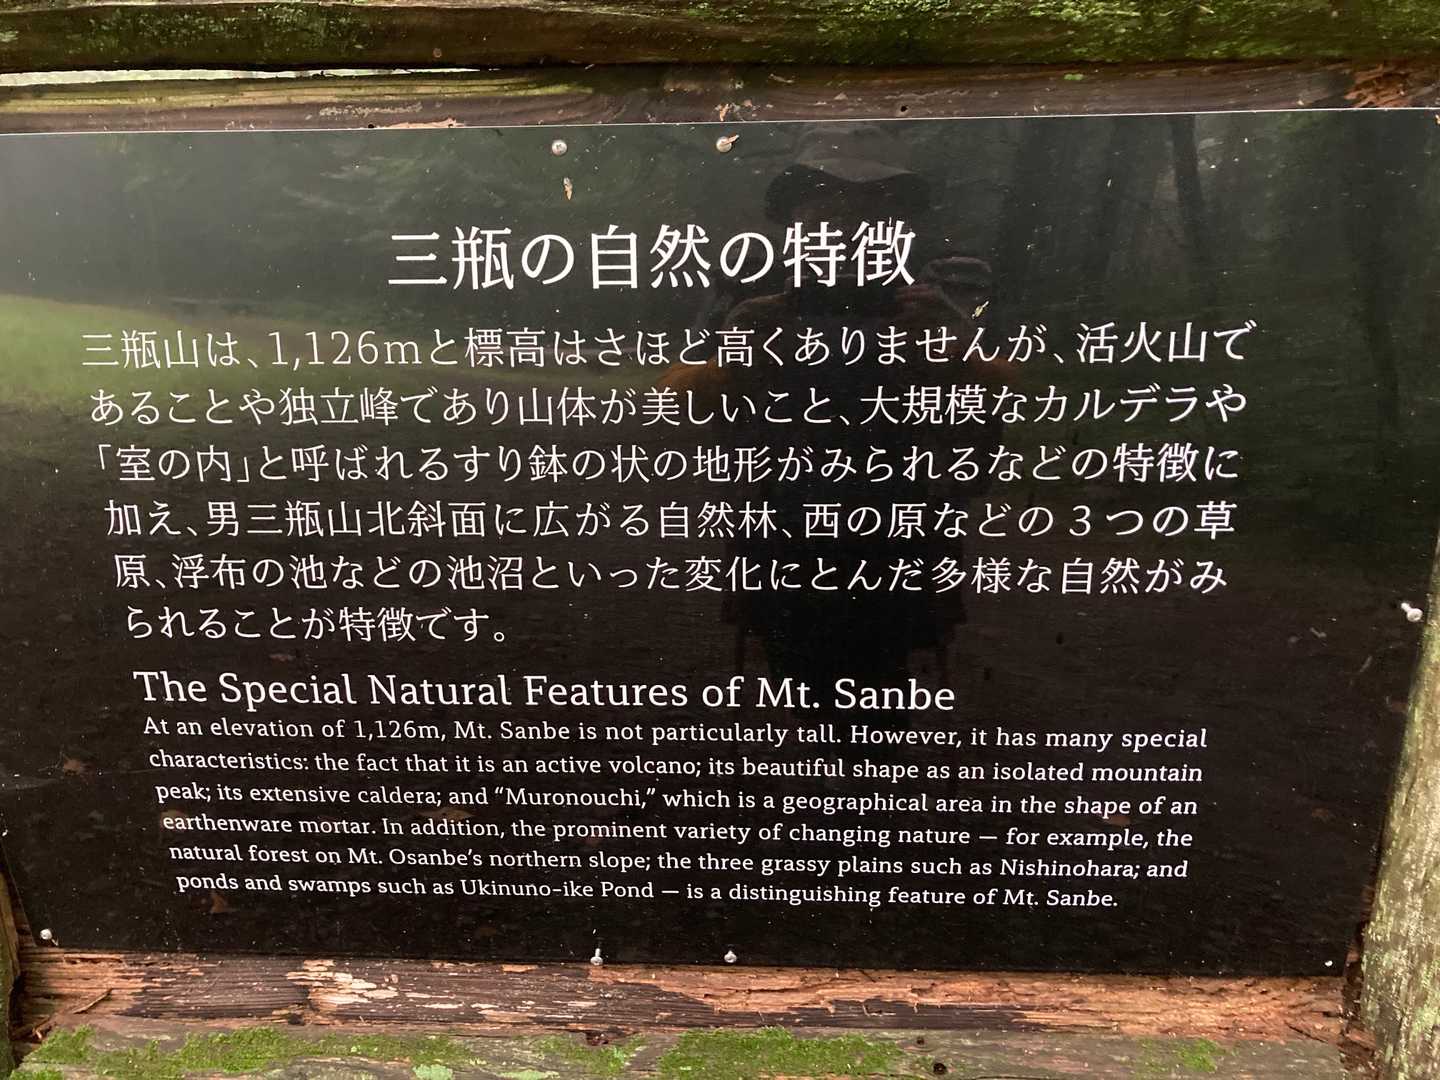 三瓶の自然の特徴
三瓶山は、1,126mと標高はさほど高くありませんが、活火山で
あることや独立峰であり山体が美しいこと、大規模なカルデラや
「室の内」と呼ばれるすり鉢の状の地形がみられるなどの特徴に
加え、男三瓶山北斜面に広がる自然林、西の原などの3つの草
原、浮布の池などの池沼といった変化にとんだ多様な自然がみ
られることが特徴です。
The Special Natural Features of Mt. Sanbe
At an elevation of 1,126m, Mt. Sanbe is not particularly tall. However, it has many special
characteristics: the fact that it is an active volcano; its beautiful shape as an isolated mountain
peak; its extensive caldera; and “Muronouchi,” which is a geographical area in the shape of an
earthenware mortar. In addition, the prominent variety of changing nature — for example, the
natural forest on Mt. Osanbe’s northern slope; the three grassy plains such as Nishinohara; and
ponds and swamps such as Ukinuno-ike Pond — is a distinguishing feature of Mt. Sanbe.